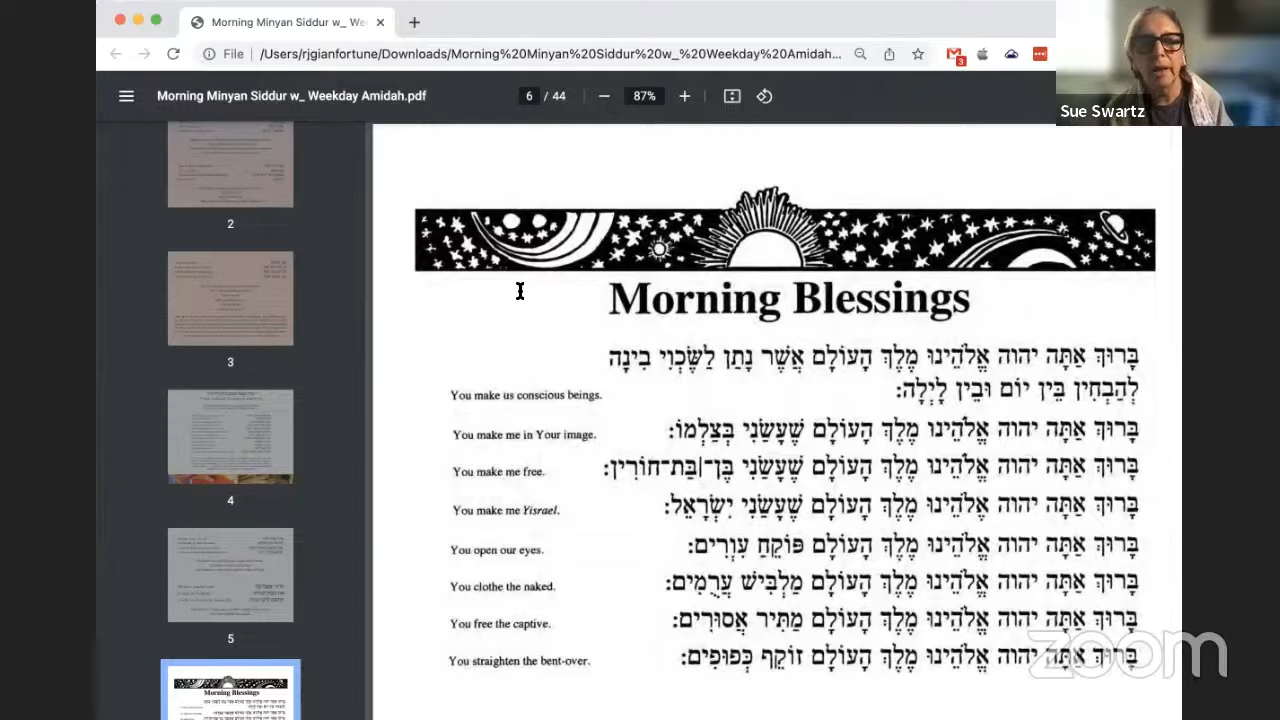 Morning Minyan Siddur w_ We
File
/Users/rjgianfortune/Downloads/Morning%20Minyan%20Siddur%20w_%20Weekday%20Amidah...
3
Sue Swartz
Morning Minyan Siddur w_ Weekday Amidah.pdf
6 / 44
87%
2
3
4
5
Morning Blessings
Morning Blessings
בָּרוּךְ אַתָּה יהוה אֱלֹהֵינוּ מֶלֶךְ הָעוֹלָם אֲשֶׁר נָתַן לַשֶּׂכְוִי בִינָה
לְהַבְחִין בֵּין יוֹם וּבֵין לָיְלָה:
You make us conscious beings.
בָּרוּךְ אַתָּה יהוה אֱלֹהֵינוּ מֶלֶךְ הָעוֹלָם שֶׁעָשַׂנִי בְּצַלְמוֹ:
You make me in Your image.
בָּרוּךְ אַתָּה יהוה אֱלֹהֵינוּ מֶלֶךְ הָעוֹלָם שֶׁעָשַׂנִי בֶּן־|בַּת־חוֹרִין:
You make me free.
בָּרוּךְ אַתָּה יהוה אֱלֹהֵינוּ מֶלֶךְ הָעוֹלָם שֶׁעָשַׂנִי יִשְׂרָאֵל:
You make me Yisrael.
בָּרוּךְ אַתָּה יהוה אֱלֹהֵינוּ מֶלֶךְ הָעוֹלָם פּוֹקֵחַ עִוְרִים:
You open our eyes.
בָּרוּךְ אַתָּה יהוה אֱלֹהֵינוּ מֶלֶךְ הָעוֹלָם מַלְבִּישׁ עֲרֻמִּים:
You clothe the naked.
בָּרוּךְ אַתָּה יהוה אֱלֹהֵינוּ מֶלֶךְ הָעוֹלָם מַתִּיר אֲסוּרִים:
You free the captive.
בָּרוּךְ אַתָּה יהוה אֱלֹהֵינוּ מֶלֶךְ הָעוֹלָם זוֹקֵף כְּפוּפִים:
You straighten the bent-over.
zoom